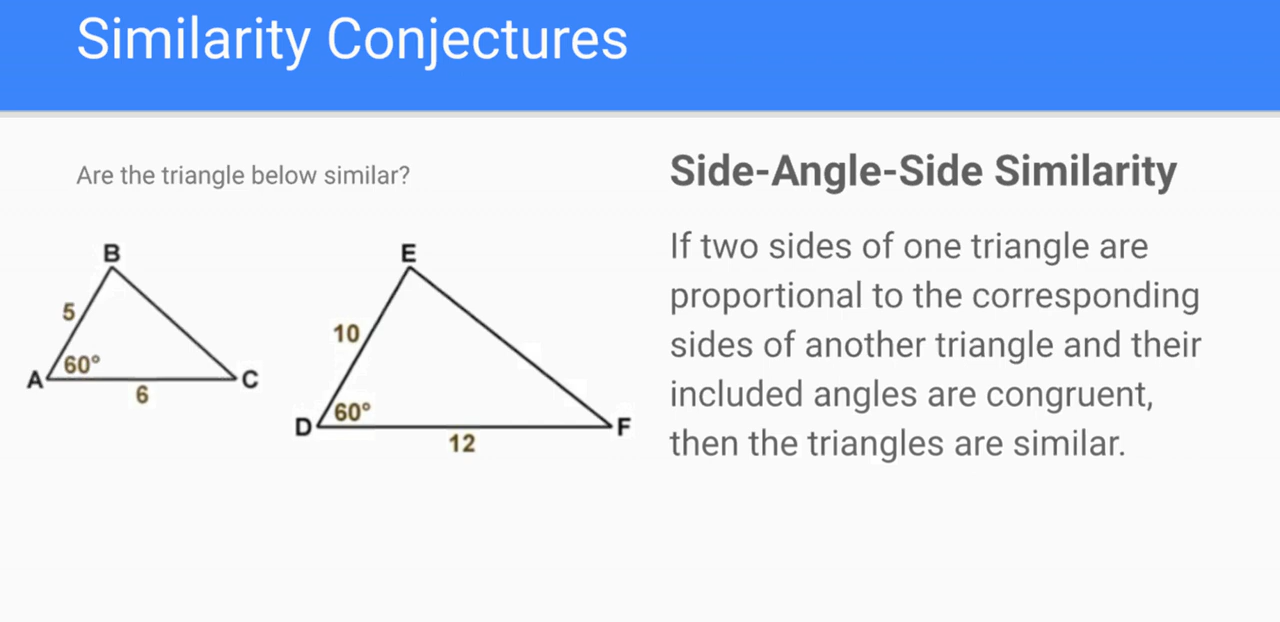 Similarity Conjectures
Are the triangle below similar?
B
5
60°
A
C
6
E
10
60°
D
F
12
Side-Angle-Side Similarity
If two sides of one triangle are
proportional to the corresponding
sides of another triangle and their
included angles are congruent,
then the triangles are similar.